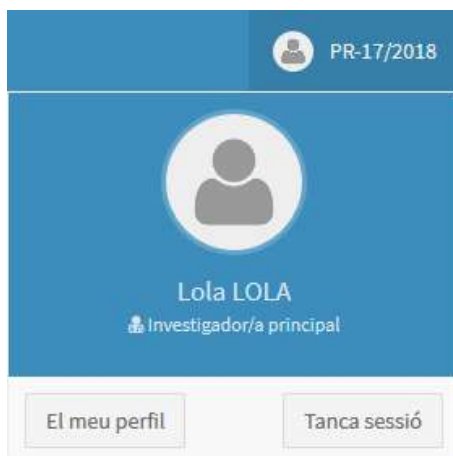 PR-17/2018
Lola LOLA
Investigador/a principal
El meu perfil
Tanca sessió